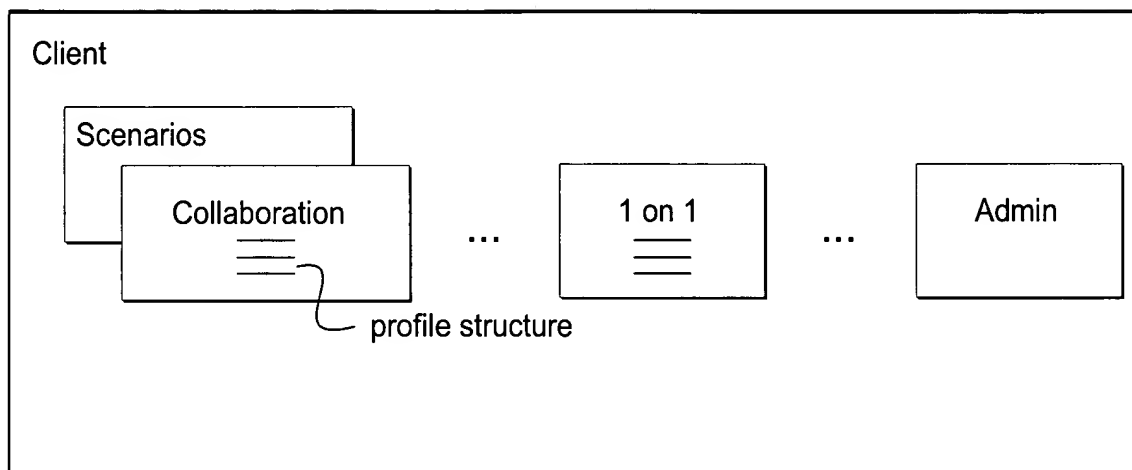 Client
Scenarios
Collaboration
...
1 on 1
...
Admin
profile structure